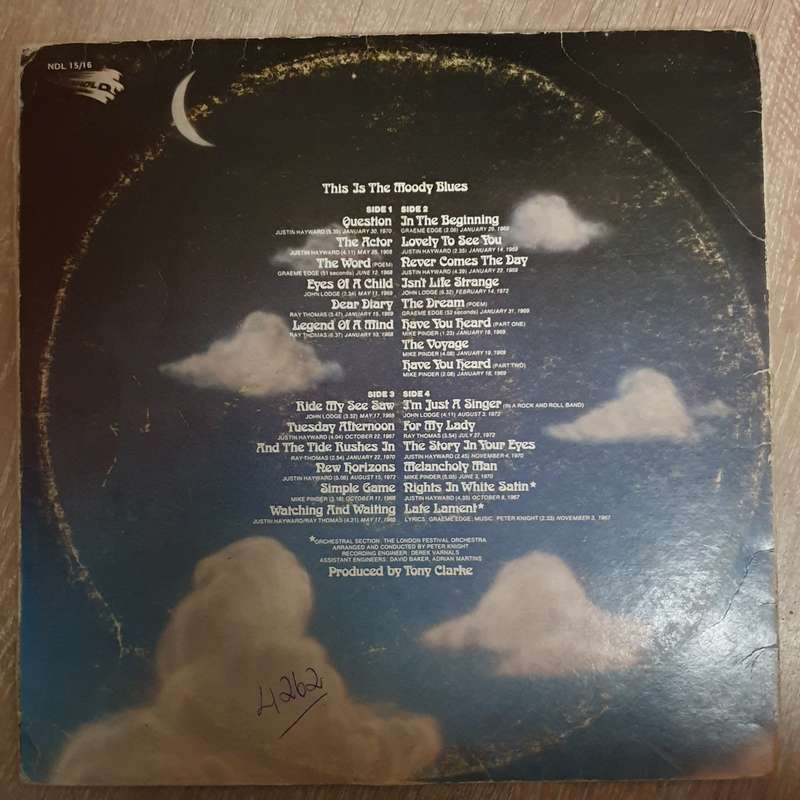 NDL 15/16
This Is The Moody Blues
SIDE 1
Question
JUSTIN HAYWARD (5.39) JANUARY 30, 1970
The Actor
JUSTIN HAYWARD (4.11) MAY 26, 1968
The Word (POEM)
GRAEME EDGE (51 seconds) JUNE 12, 1968
Eyes Of A Child
JOHN LODGE (3.34) MAY 11, 1969
Dear Diary
RAY THOMAS (3.47) JANUARY 15, 1969
Legend Of A Mind
RAY THOMAS (6.37) JANUARY 10, 1968
SIDE 2
In The Beginning
GRAEME EDGE (2.08) JANUARY 29, 1969
Lovely To See You
JUSTIN HAYWARD (2.35) JANUARY 14, 1969
Never Comes The Day
JUSTIN HAYWARD (4.39) JANUARY 22, 1969
Isn't Life Strange
JOHN LODGE (6.32) FEBRUARY 14, 1972
The Dream (POEM)
GRAEME EDGE (52 seconds) JANUARY 31, 1969
Have You Heard (PART ONE)
MIKE PINDER (1.23) JANUARY 18, 1969
The Voyage
MIKE PINDER (4.08) JANUARY 19, 1969
Have You Heard (PART TWO)
MIKE PINDER (2.08) JANUARY 18, 1969
SIDE 3
Ride My See Saw
JOHN LODGE (3.32) MAY 17, 1968
Tuesday Afternoon
JUSTIN HAYWARD (4.04) OCTOBER 22, 1967
And The Tide Rushes In
RAY THOMAS (2.54) JANUARY 22, 1970
New Horizons
JUSTIN HAYWARD (5.08) AUGUST 15, 1972
Simple Game
MIKE PINDER (3.18) OCTOBER 11, 1968
Watching And Waiting
JUSTIN HAYWARD/RAY THOMAS (4.21) MAY 17, 1969
SIDE 4
I'm Just A Singer (IN A ROCK AND ROLL BAND)
JOHN LODGE (4.11) AUGUST 3, 1972
For My Lady
RAY THOMAS (3.54) JULY 27, 1972
The Story In Your Eyes
JUSTIN HAYWARD (2.45) NOVEMBER 4, 1970
Melancholy Man
MIKE PINDER (5.05) JUNE 3, 1970
Nights In White Satin*
JUSTIN HAYWARD (4.35) OCTOBER 8, 1967
Late Lament*
LYRICS: GRAEME EDGE; MUSIC: PETER KNIGHT (2.33) NOVEMBER 3, 1967
*ORCHESTRAL SECTION: THE LONDON FESTIVAL ORCHESTRA
ARRANGED AND CONDUCTED BY PETER KNIGHT
RECORDING ENGINEER: DEREK VARNALS
ASSISTANT ENGINEERS: DAVID BAKER, ADRIAN MARTINS
Produced by Tony Clarke
4262